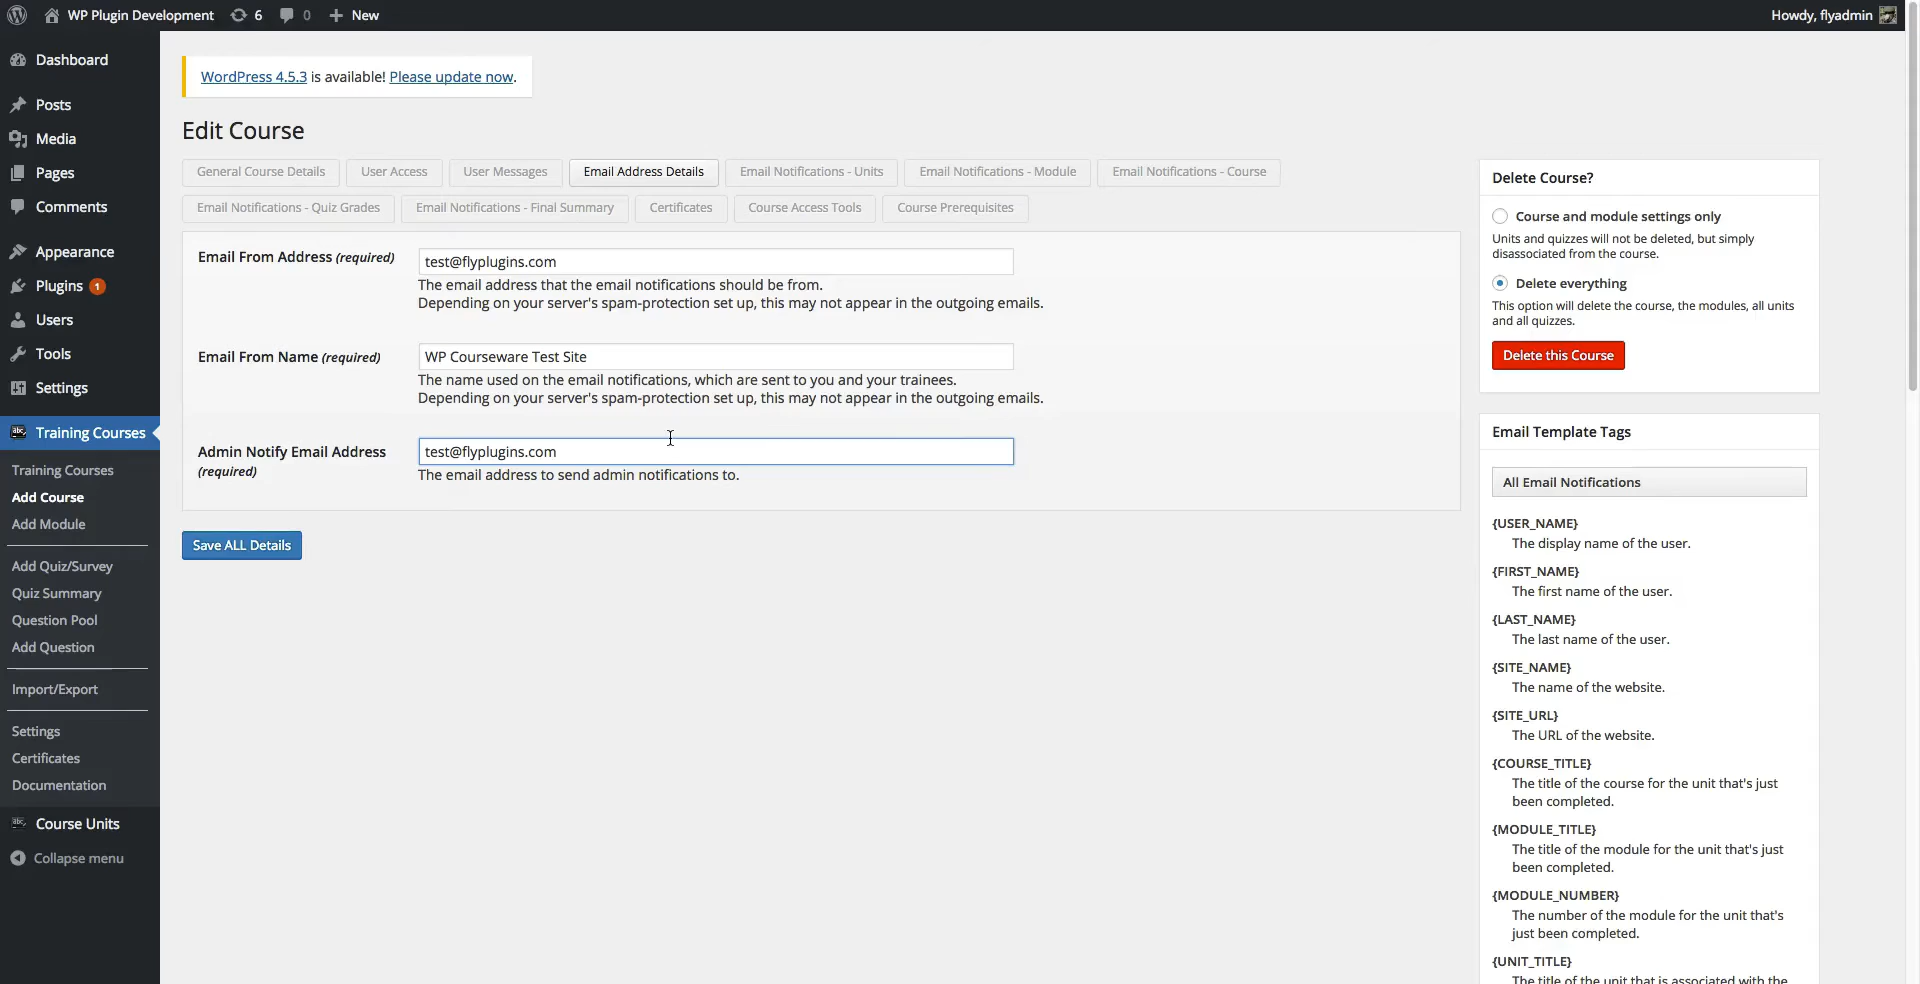 WP Plugin Development 6 0 New Howdy, flyadmin
Dashboard
Posts
Media
Pages
Comments
Appearance
Plugins 1
Users
Tools
Settings
Training Courses
Training Courses
Add Course
Add Module
Add Quiz/Survey
Quiz Summary
Question Pool
Add Question
Import/Export
Settings
Certificates
Documentation
Course Units
Collapse menu
WordPress 4.5.3 is available! Please update now.
Edit Course
General Course Details User Access User Messages Email Address Details Email Notifications - Units Email Notifications - Module Email Notifications - Course
Email Notifications - Quiz Grades Email Notifications - Final Summary Certificates Course Access Tools Course Prerequisites
Email From Address (required) test@flyplugins.com
The email address that the email notifications should be from.
Depending on your server's spam-protection set up, this may not appear in the outgoing emails.
Email From Name (required) WP Courseware Test Site
The name used on the email notifications, which are sent to you and your trainees.
Depending on your server's spam-protection set up, this may not appear in the outgoing emails.
Admin Notify Email Address test@flyplugins.com
(required) The email address to send admin notifications to.
Save ALL Details
Delete Course?
Course and module settings only
Units and quizzes will not be deleted, but simply
disassociated from the course.
Delete everything
This option will delete the course, the modules, all units
and all quizzes.
Delete this Course
Email Template Tags
All Email Notifications
{USER_NAME}
The display name of the user.
{FIRST_NAME}
The first name of the user.
{LAST_NAME}
The last name of the user.
{SITE_NAME}
The name of the website.
{SITE_URL}
The URL of the website.
{COURSE_TITLE}
The title of the course for the unit that's just
been completed.
{MODULE_TITLE}
The title of the module for the unit that's just
been completed.
{MODULE_NUMBER}
The number of the module for the unit that's
just been completed.
{UNIT_TITLE}
The title of the unit that is associated with the